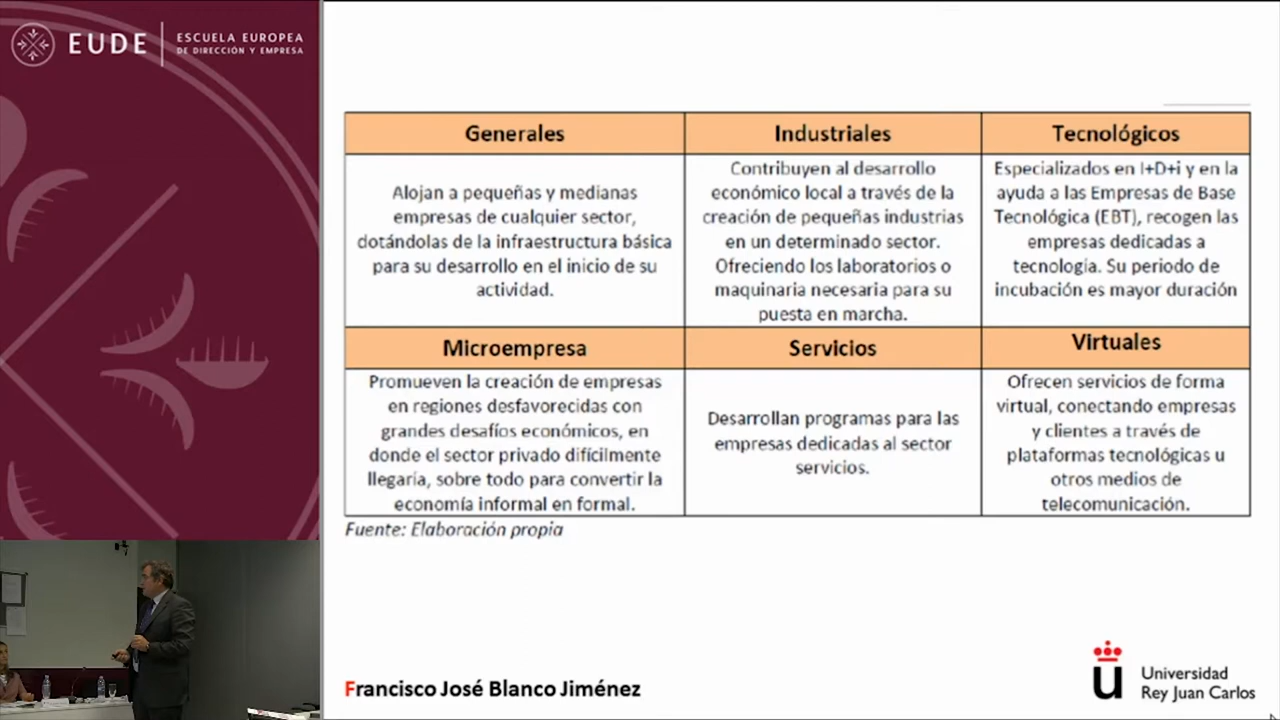 EUDE
ESCUELA EUROPEA
DE DIRECCIÓN Y EMPRESA
Generales
Alojan a pequeñas y medianas
empresas de cualquier sector,
dotándolas de la infraestructura básica
para su desarrollo en el inicio de su
actividad.
Industriales
Contribuyen al desarrollo
económico local a través de la
creación de pequeñas industrias
en un determinado sector.
Ofreciendo los laboratorios o
maquinaria necesaria para su
puesta en marcha.
Tecnológicos
Especializados en I+D+i y en la
ayuda a las Empresas de Base
Tecnológica (EBT), recogen las
empresas dedicadas a
tecnología. Su periodo de
incubación es mayor duración
Microempresa
Promueven la creación de empresas
en regiones desfavorecidas con
grandes desafíos económicos, en
donde el sector privado difícilmente
llegaría, sobre todo para convertir la
economía informal en formal.
Servicios
Desarrollan programas para las
empresas dedicadas al sector
servicios.
Virtuales
Ofrecen servicios de forma
virtual, conectando empresas
y clientes a través de
plataformas tecnológicas u
otros medios de
telecomunicación.
Fuente: Elaboración propia
Francisco José Blanco Jiménez
u
Universidad
Rey Juan Carlos